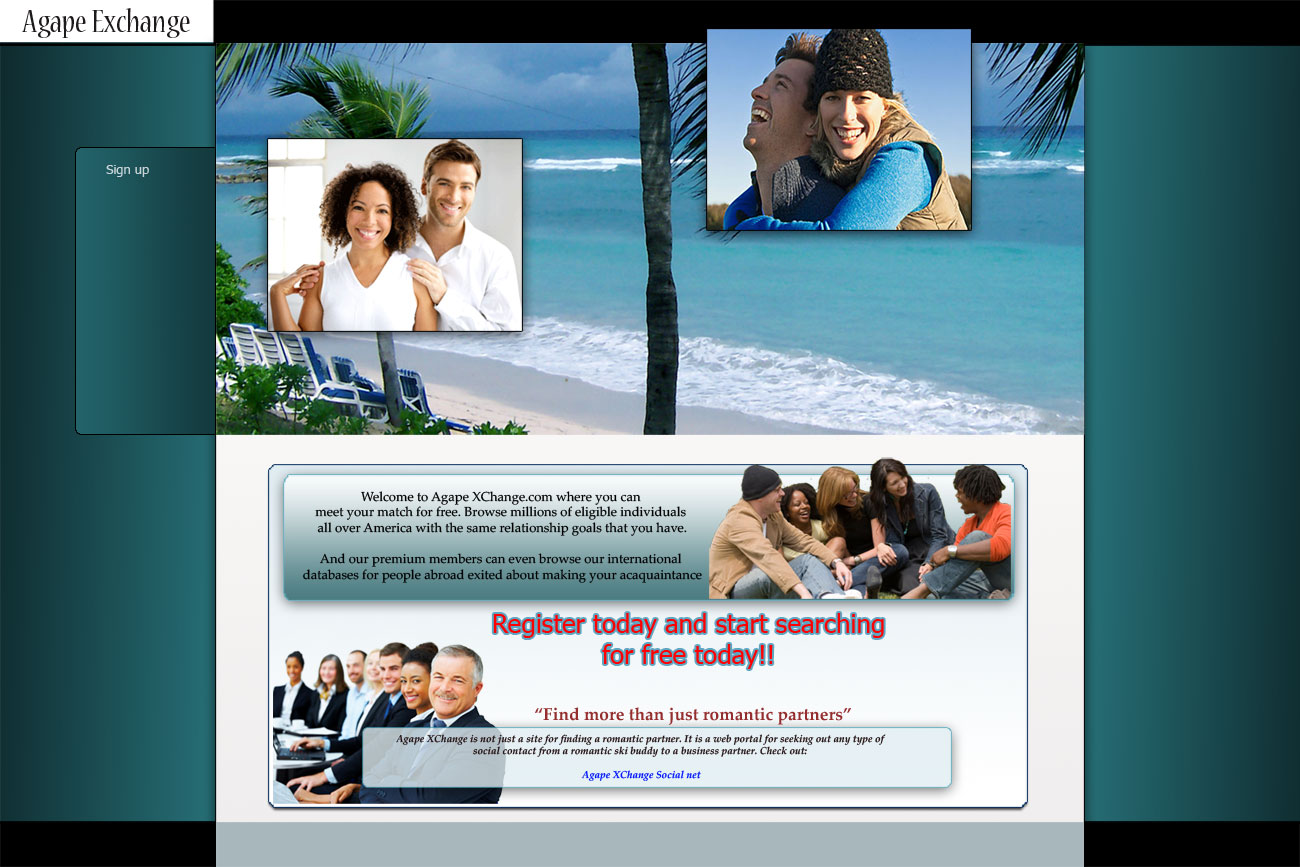 Agape Exchange
Sign up
Welcome to Agape XChange.com where you can
meet your match for free. Browse millions of eligible individuals
all over America with the same relationship goals that you have.
And our premium members can even browse our international
databases for people abroad exited about making your acaquaintance
Register today and start searching
for free today!!
“Find more than just romantic partners”
Agape XChange is not just a site for finding a romantic partner. It is a web portal for seeking out any type of
social contact from a romantic ski buddy to a business partner. Check out:
Agape XChange Social net